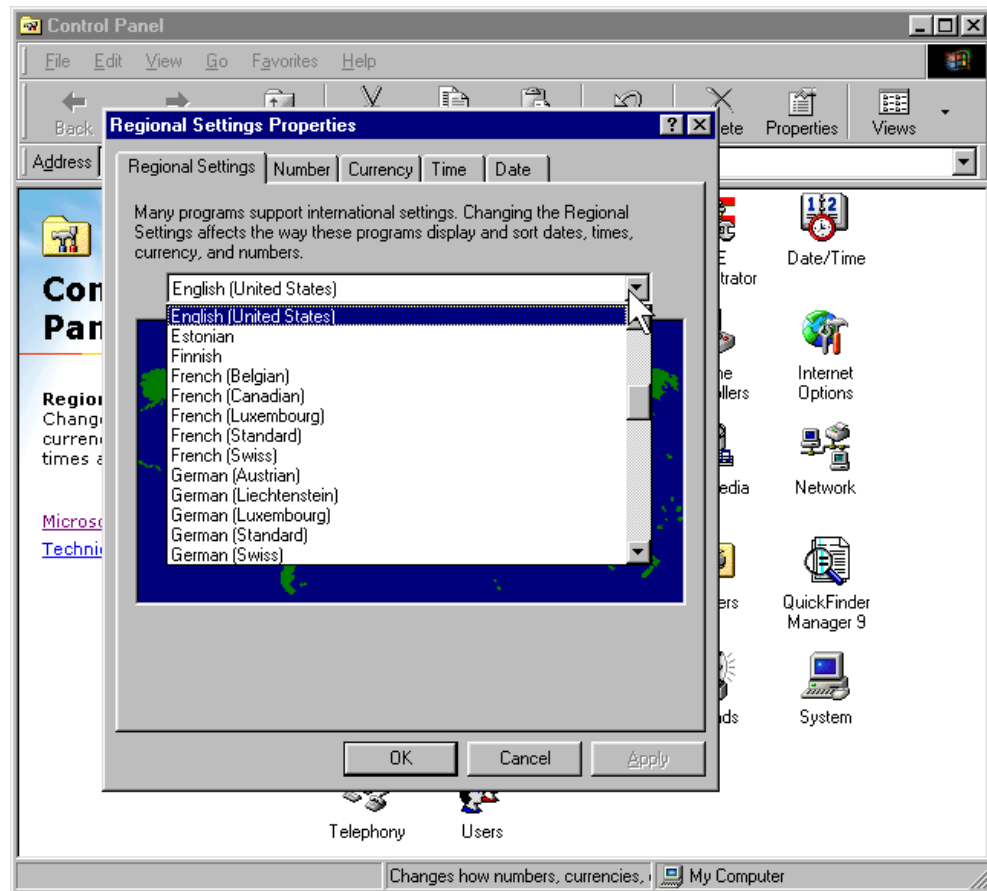 Control Panel
File Edit View Go Favorites Help
Back Properties Views
Address
Regional Settings Properties
Regional Settings Number Currency Time Date
Many programs support international settings. Changing the Regional
Settings affects the way these programs display and sort dates, times,
currency, and numbers.
English (United States)
English (United States)
Estonian
Finnish
French (Belgian)
French (Canadian)
French (Luxembourg)
French (Standard)
French (Swiss)
German (Austrian)
German (Liechtenstein)
German (Luxembourg)
German (Standard)
German (Swiss)
OK Cancel Apply
Date/Time
Internet
Options
Network
QuickFinder
Manager 9
System
Telephony Users
Changes how numbers, currencies,
My Computer